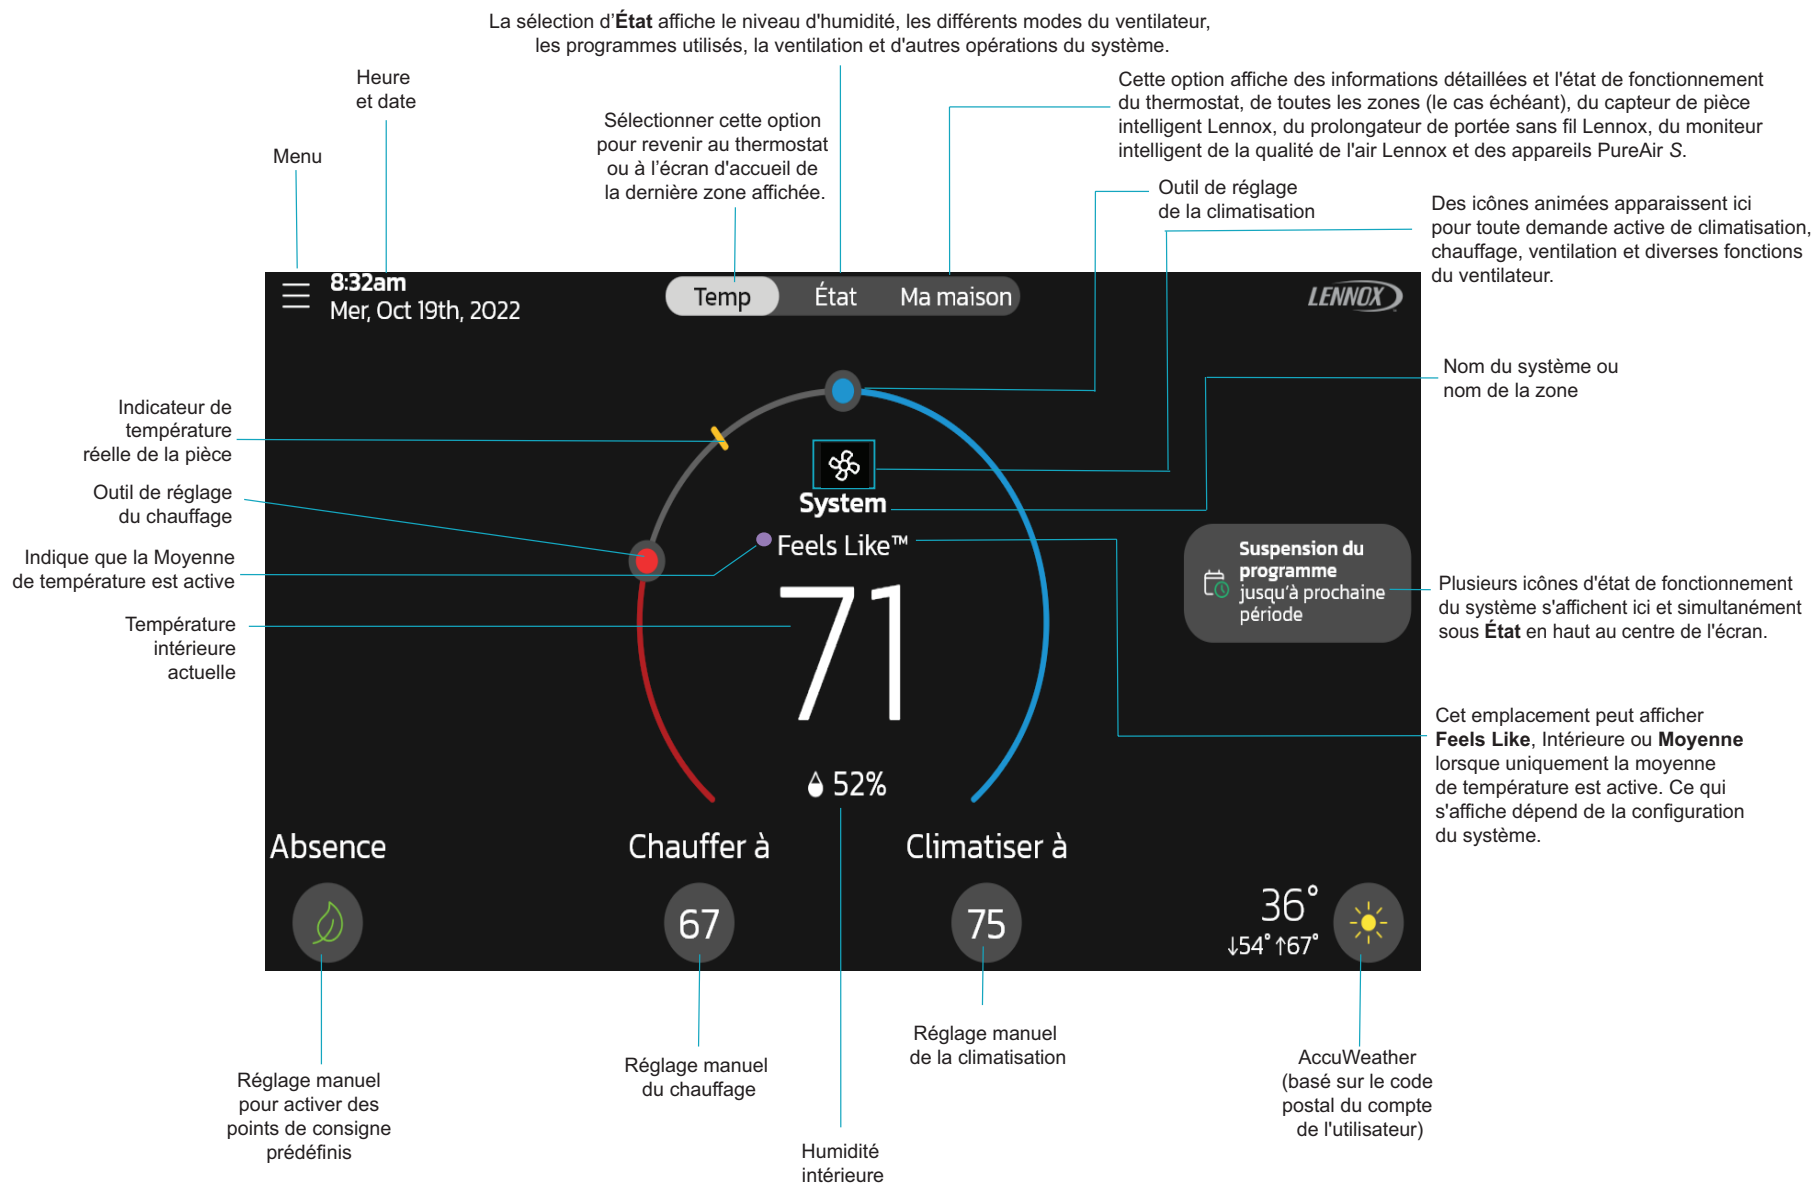 La sélection d'État affiche le niveau d'humidité, les différents modes du ventilateur,
les programmes utilisés, la ventilation et d'autres opérations du système.
Heure
et date
Cette option affiche des informations détaillées et l'état de fonctionnement
du thermostat, de toutes les zones (le cas échéant), du capteur de pièce
intelligent Lennox, du prolongateur de portée sans fil Lennox, du moniteur
intelligent de la qualité de l'air Lennox et des appareils PureAir S.
Sélectionner cette option
pour revenir au thermostat
ou à l'écran d'accueil de
la dernière zone affichée.
Menu
Outil de réglage
de la climatisation
Des icônes animées apparaissent ici
pour toute demande active de climatisation,
chauffage, ventilation et diverses fonctions
du ventilateur.
8:32am
Mer, Oct 19th, 2022
Temp
État
Ma maison
LENNOX
Nom du système ou
nom de la zone
Indicateur de
température
réelle de la pièce
Outil de réglage
du chauffage
Indique que la Moyenne
de température est active
Température
intérieure
actuelle
System
Feels Like™
71
52%
Suspension du
programme
jusqu'à prochaine
période
Plusieurs icônes d'état de fonctionnement
du système s'affichent ici et simultanément
sous État en haut au centre de l'écran.
Cet emplacement peut afficher
Feels Like, Intérieure ou Moyenne
lorsque uniquement la moyenne
de température est active. Ce qui
s'affiche dépend de la configuration
du système.
Absence
Chauffer à
Climatiser à
67
75
36°
↓54° ↑67°
Réglage manuel
pour activer des
points de consigne
prédéfinis
Réglage manuel
du chauffage
Humidité
intérieure
Réglage manuel
de la climatisation
AccuWeather
(basé sur le code
postal du compte
de l'utilisateur)